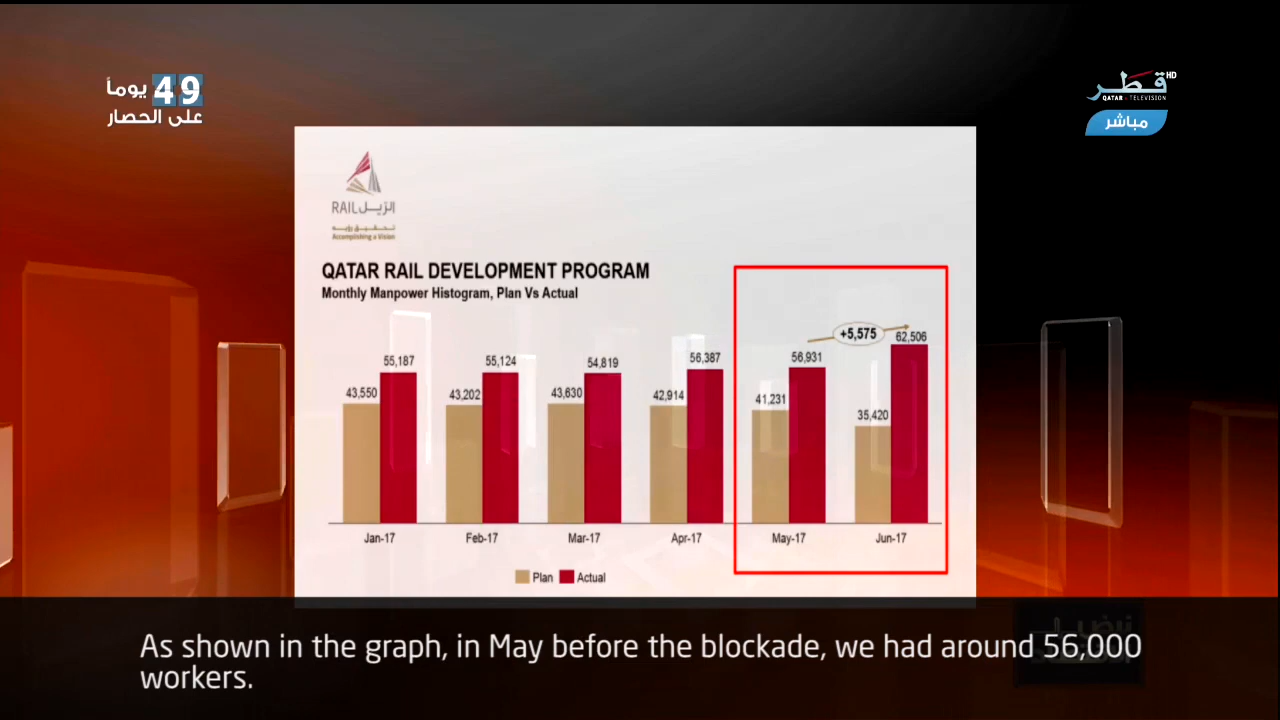 49 يوماً
على الحصار
قطر HD
QATAR TELEVISION
مباشر
RAIL الريل
تحقيق رؤية
Accomplishing a Vision
QATAR RAIL DEVELOPMENT PROGRAM
Monthly Manpower Histogram, Plan Vs Actual
+5,575
43,550 55,187 43,202 55,124 43,630 54,819 42,914 56,387 41,231 56,931 35,420 62,506
Jan-17 Feb-17 Mar-17 Apr-17 May-17 Jun-17
Plan Actual
As shown in the graph, in May before the blockade, we had around 56,000
workers.